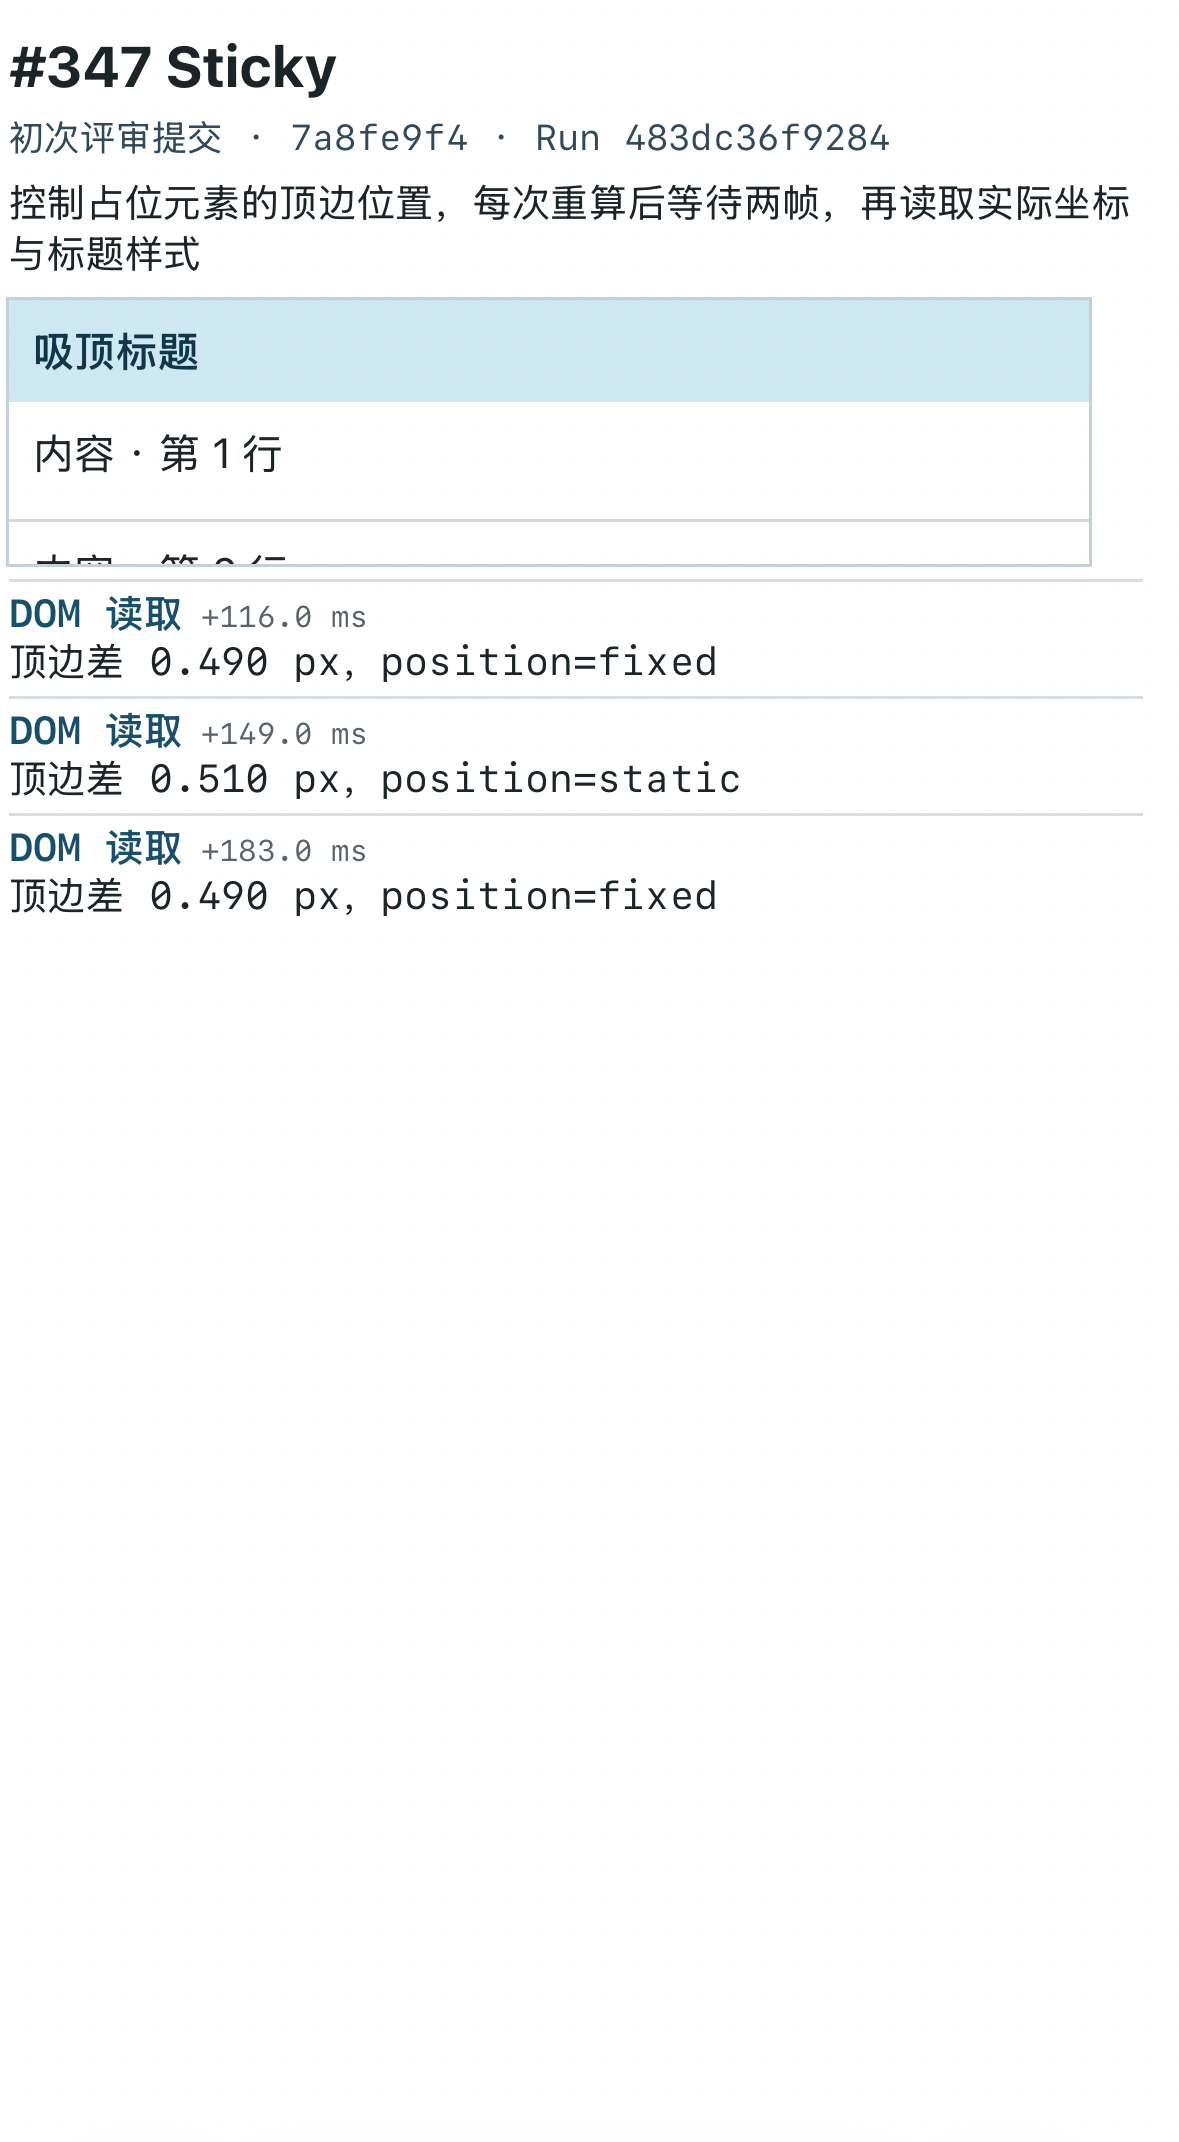 #347 Sticky
初次评审提交 · 7a8fe9f4 · Run 483dc36f9284
控制占位元素的顶边位置，每次重算后等待两帧，再读取实际坐标
与标题样式
吸顶标题
内容 · 第 1 行
DOM 读取 +116.0 ms
顶边差 0.490 px，position=fixed
DOM 读取 +149.0 ms
顶边差 0.510 px，position=static
DOM 读取 +183.0 ms
顶边差 0.490 px，position=fixed